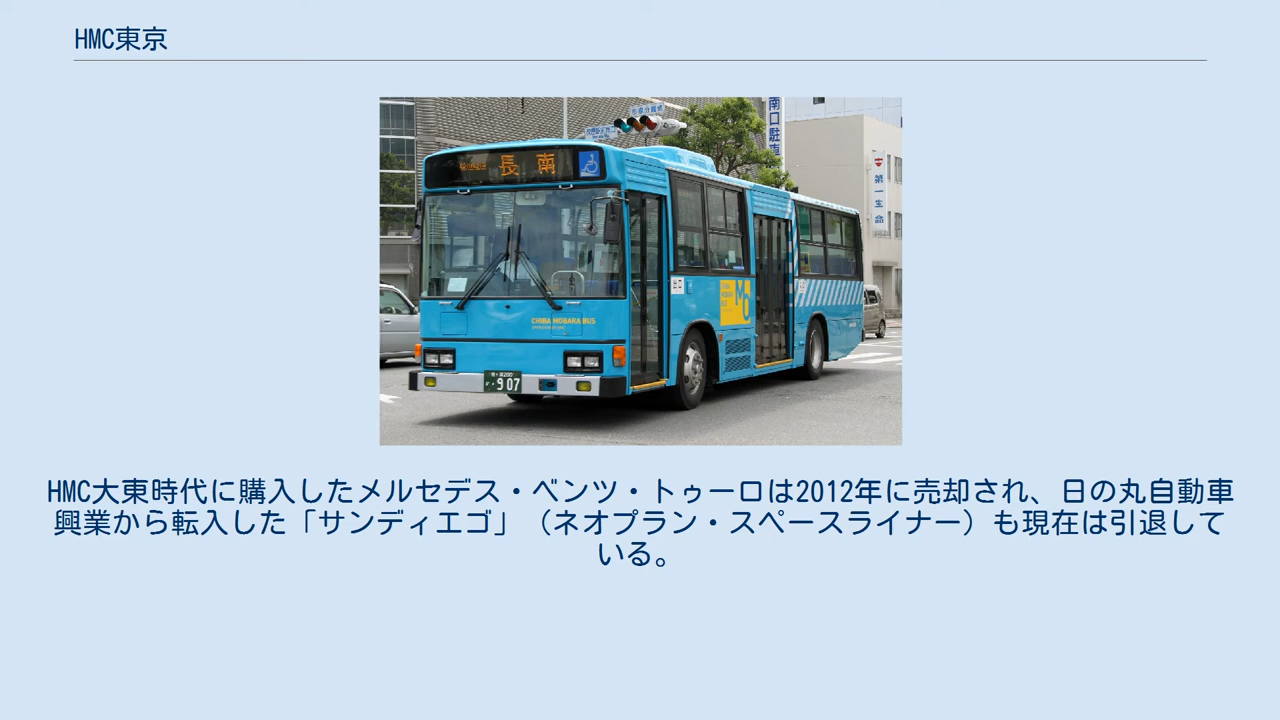 HMC東京
南口駐車
長南
第一生命
出口
MO
CHIBA MOBARA BUS
907
HMC大東時代に購入したメルセデス・ベンツ・トゥーロは2012年に売却され、日の丸自動車
興業から転入した「サンディエゴ」（ネオプラン・スペースライナー）も現在は引退して
いる。